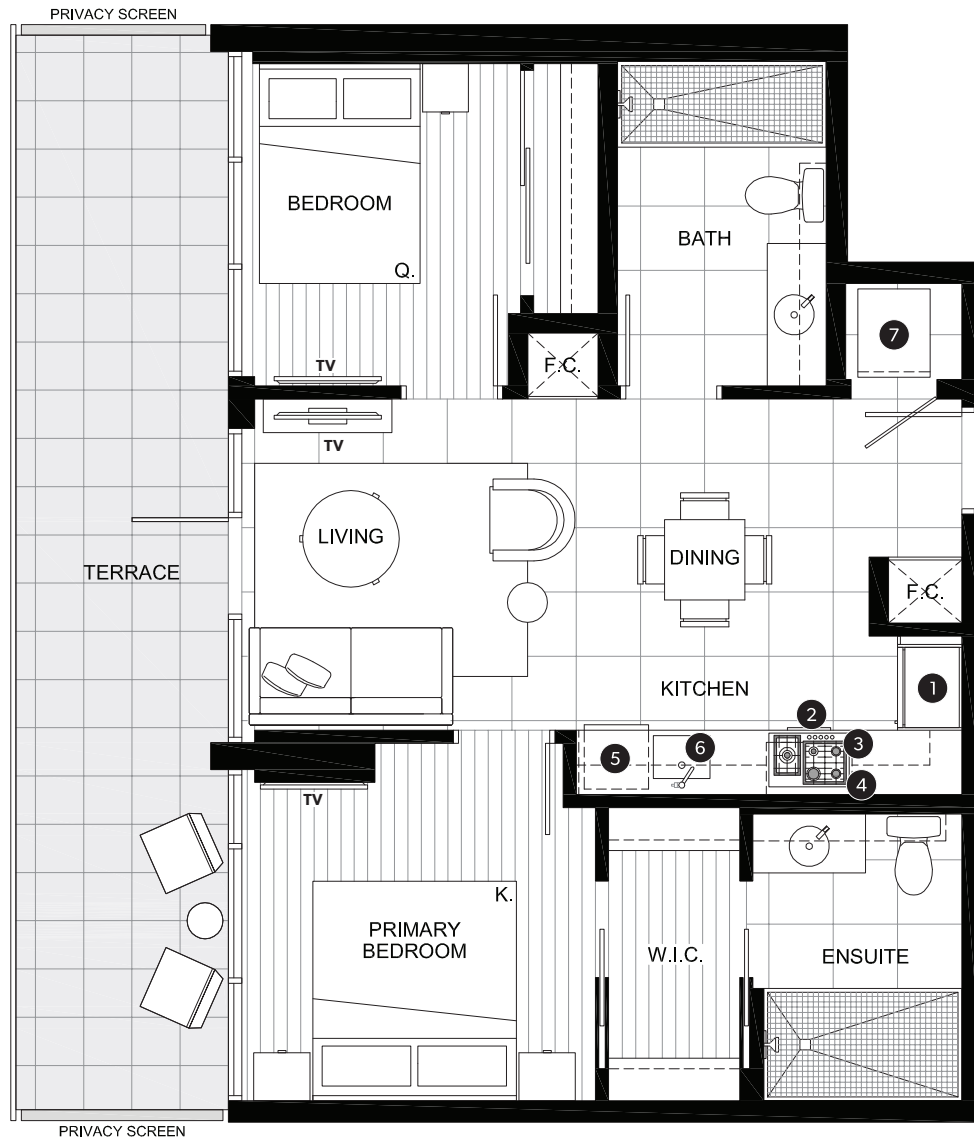 PRIVACY SCREEN
BEDROOM
Q.
BATH
TV
F.C.
7
TV
LIVING
DINING
TERRACE
F.C.
KITCHEN
1
2
3
4
5
6
TV
K.
PRIMARY
BEDROOM
W.I.C.
ENSUITE
PRIVACY SCREEN